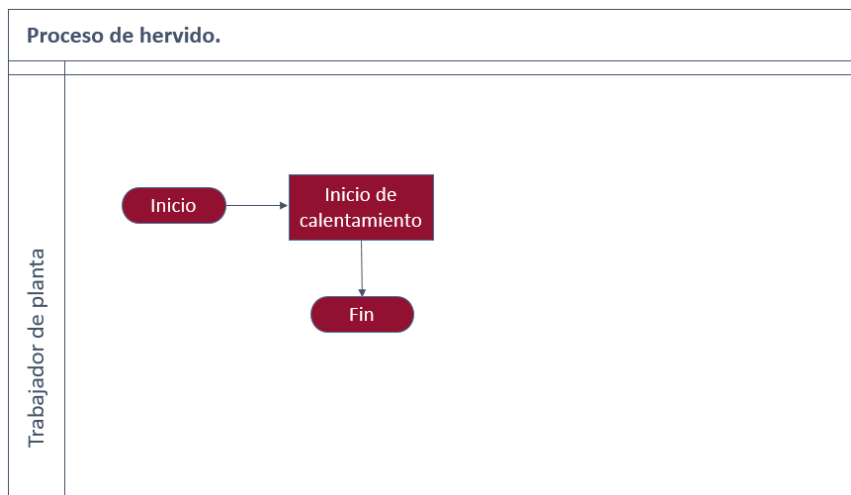 Proceso de hervido.
Inicio
Inicio de
calentamiento
Fin
Trabajador de planta